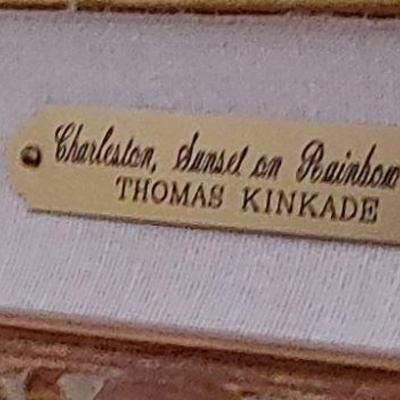 Charleston, Sunset on Rainbow
THOMAS KINKADE